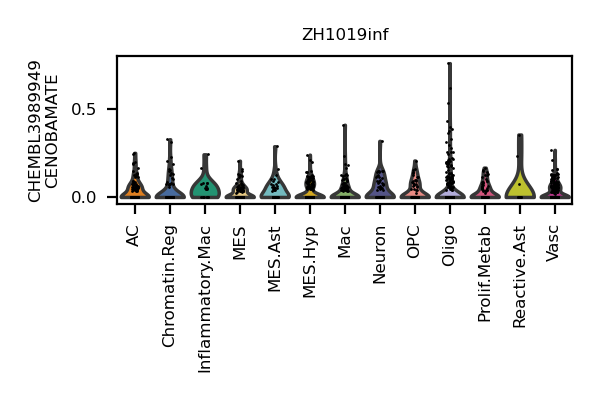 ZH1019inf
CHEMBL3989949
CENOBAMATE
0.5
0.0
AC
Chromatin.Reg
Inflammatory.Mac
MES
MES.Ast
MES.Hyp
Mac
Neuron
OPC
Oligo
Prolif.Metab
Reactive.Ast
Vasc